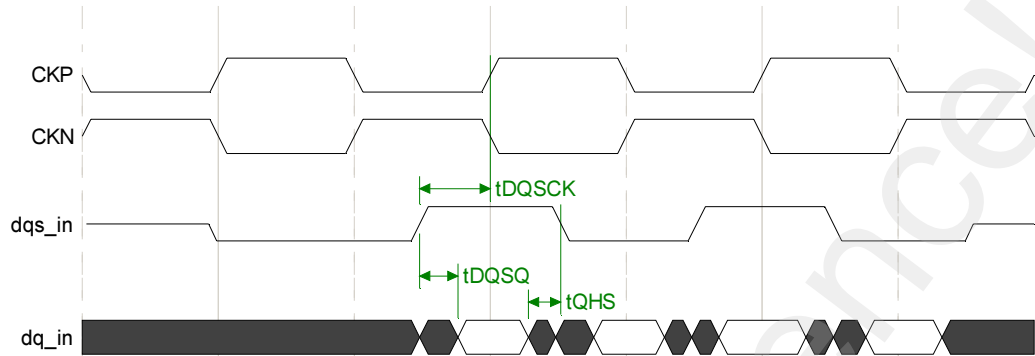 CKP
CKN
tDQSCK
dqs_in
tDQSQ
tQHS
dq_in